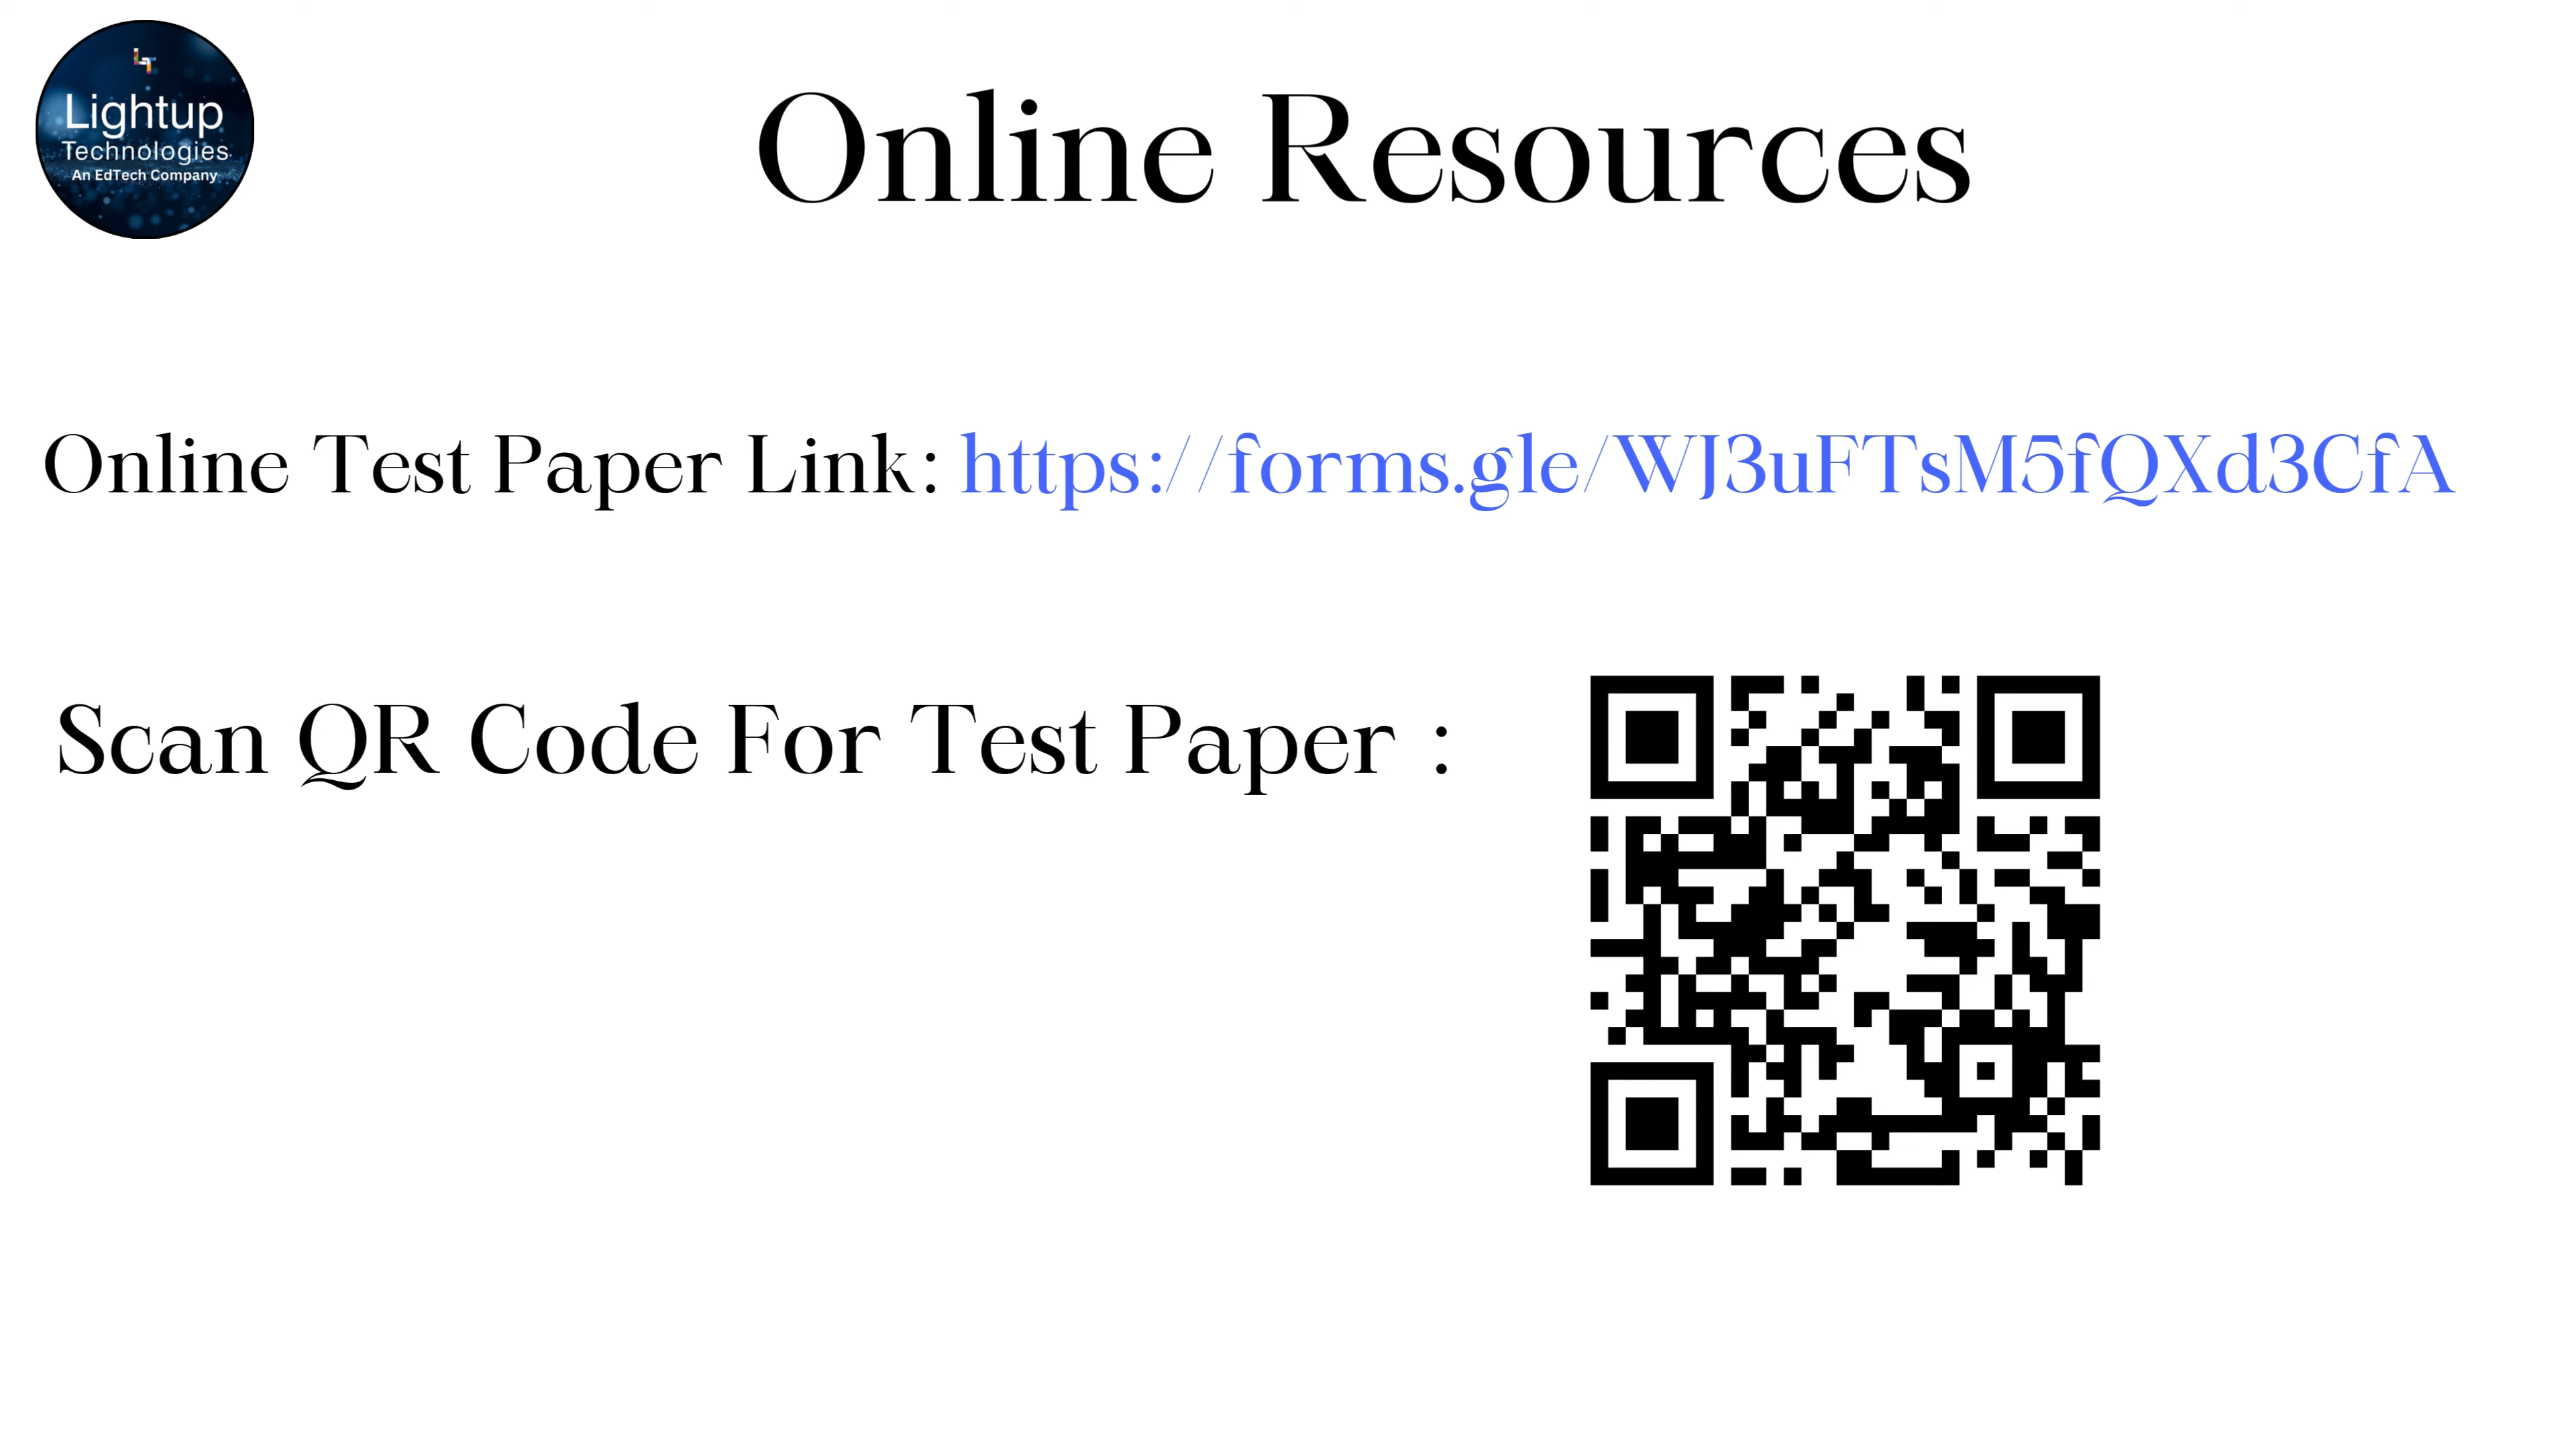 Lightup
Technologies
An EdTech Company
Online Resources
Online Test Paper Link: https://forms.gle/WJ3uFTsM5fQXd3CfA
Scan QR Code For Test Paper :